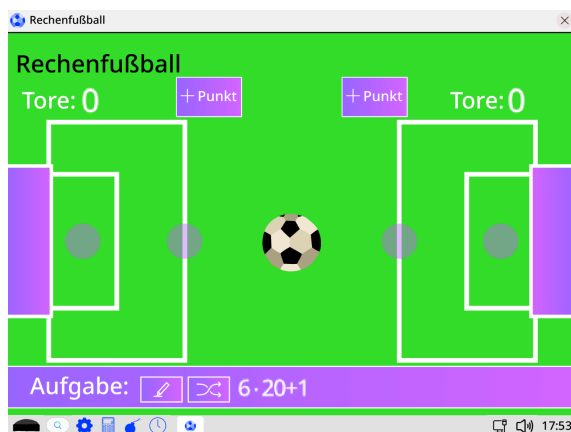 Rechenfußball
Rechenfußball
Tore: 0
+ Punkt
+ Punkt
Tore: 0
Aufgabe: 6·20+1
17:53